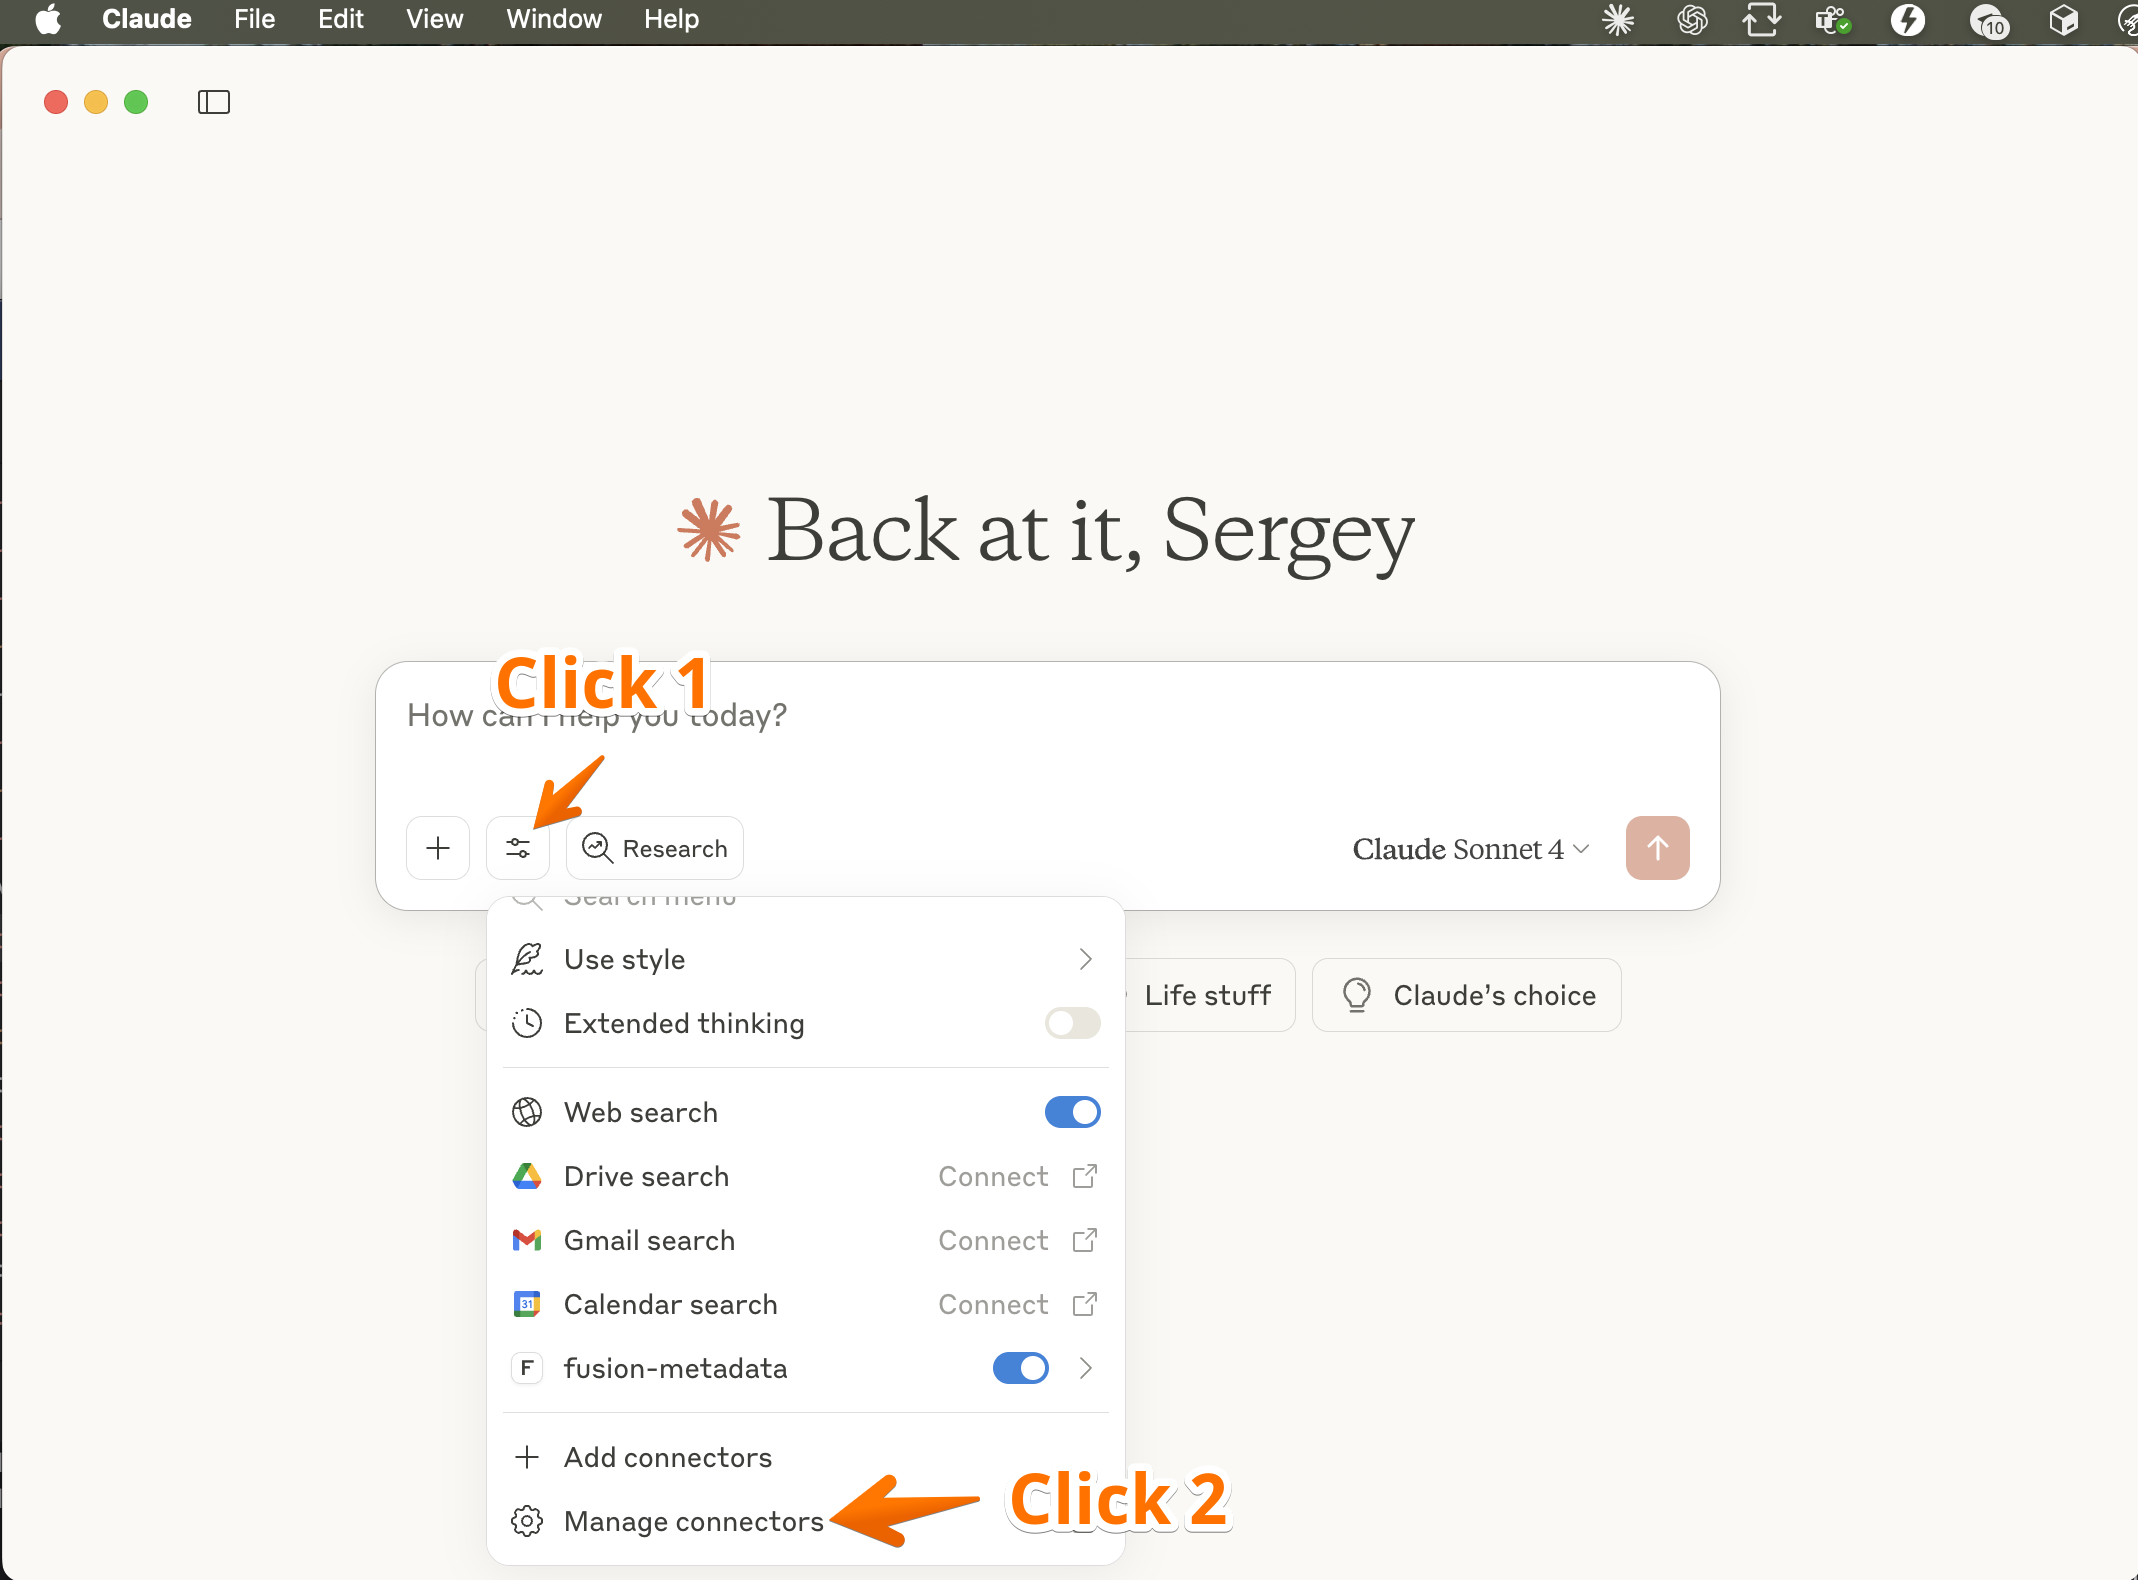 Claude File Edit View Window Help
10
Back at it, Sergey
Click 1
How can I help you today?
Research
Claude Sonnet 4
Search menu
Use style
Life stuff
Claude's choice
Extended thinking
Web search
Drive search Connect
Gmail search Connect
31 Calendar search Connect
F fusion-metadata
Add connectors
Manage connectors
Click 2